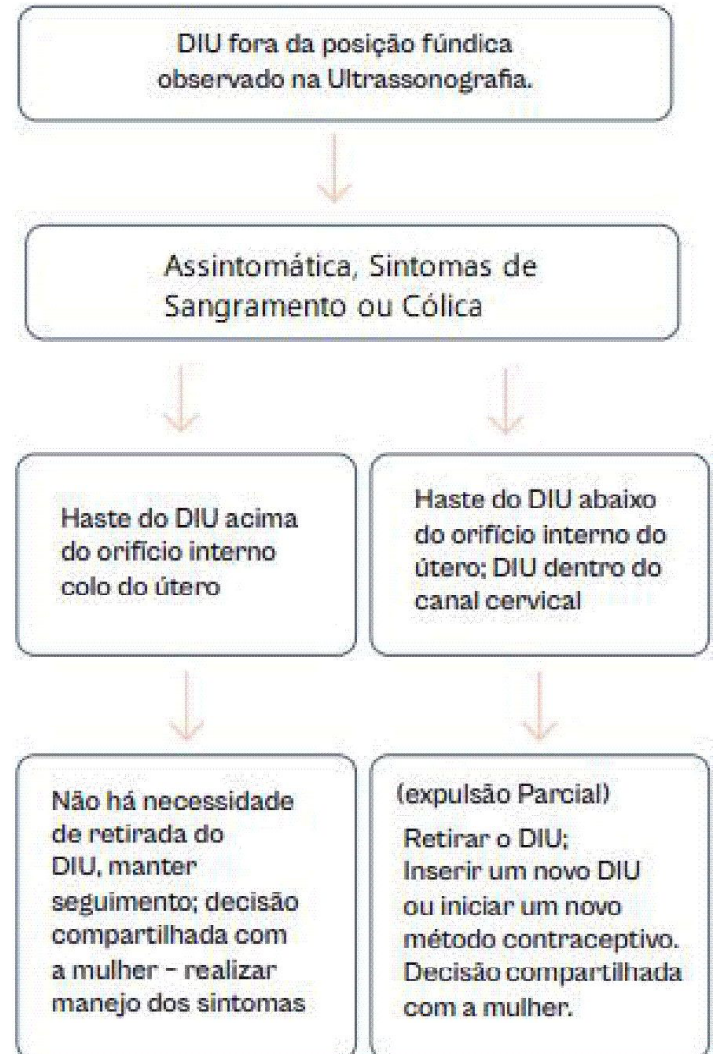 DIU fora da posição fúndica
observado na Ultrassonografia.
Assintomática, Sintomas de
Sangramento ou Cólica
Haste do DIU acima
do orifício interno
colo do útero
Haste do DIU abaixo
do orifício interno do
útero; DIU dentro do
canal cervical
Não há necessidade
de retirada do
DIU, manter
seguimento; decisão
compartilhada com
a mulher – realizar
manejo dos sintomas
(expulsão Parcial)
Retirar o DIU;
Inserir um novo DIU
ou iniciar um novo
método contraceptivo.
Decisão compartilhada
com a mulher.